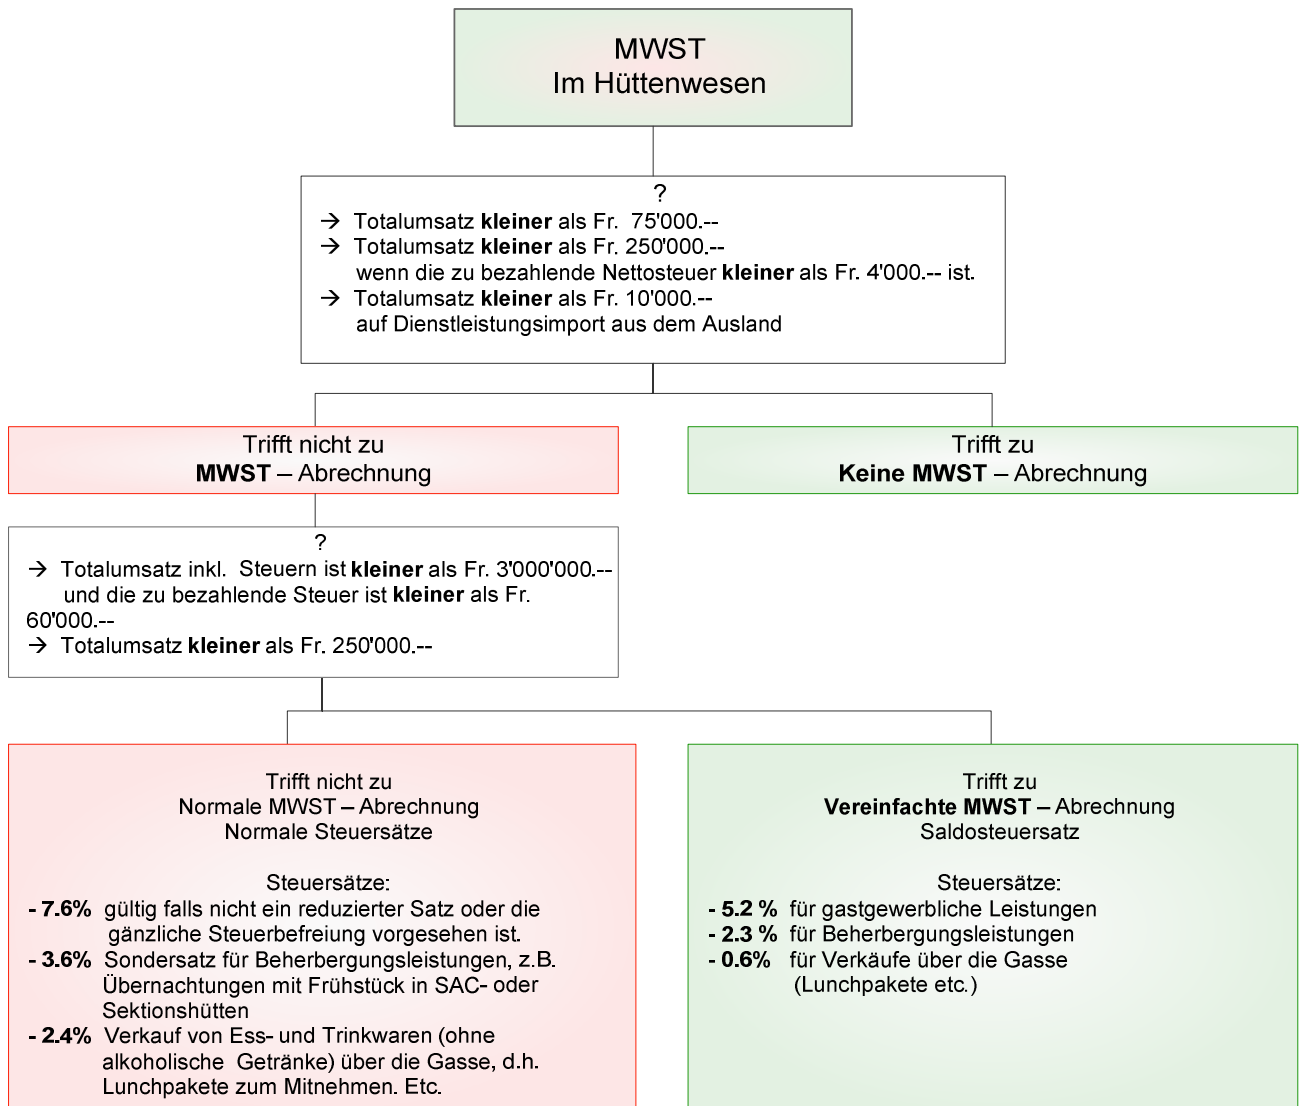 MWST
Im Hüttenwesen
?
→ Totalumsatz kleiner als Fr. 75'000.--
→ Totalumsatz kleiner als Fr. 250'000.--
wenn die zu bezahlende Nettosteuer kleiner als Fr. 4'000.-- ist.
→ Totalumsatz kleiner als Fr. 10'000.--
auf Dienstleistungsimport aus dem Ausland
Trifft nicht zu
MWST – Abrechnung
Trifft zu
Keine MWST – Abrechnung
?
→ Totalumsatz inkl. Steuern ist kleiner als Fr. 3'000'000.--
und die zu bezahlende Steuer ist kleiner als Fr.
60'000.--
→ Totalumsatz kleiner als Fr. 250'000.--
Trifft nicht zu
Normale MWST – Abrechnung
Normale Steuersätze
Steuersätze:
- 7.6% gültig falls nicht ein reduzierter Satz oder die
gänzliche Steuerbefreiung vorgesehen ist.
- 3.6% Sondersatz für Beherbergungsleistungen, z.B.
Übernachtungen mit Frühstück in SAC- oder
Sektionshütten
- 2.4% Verkauf von Ess- und Trinkwaren (ohne
alkoholische Getränke) über die Gasse, d.h.
Lunchpakete zum Mitnehmen. Etc.
Trifft zu
Vereinfachte MWST – Abrechnung
Saldosteuersatz
Steuersätze:
- 5.2 % für gastgewerbliche Leistungen
- 2.3 % für Beherbergungsleistungen
- 0.6% für Verkäufe über die Gasse
(Lunchpakete etc.)